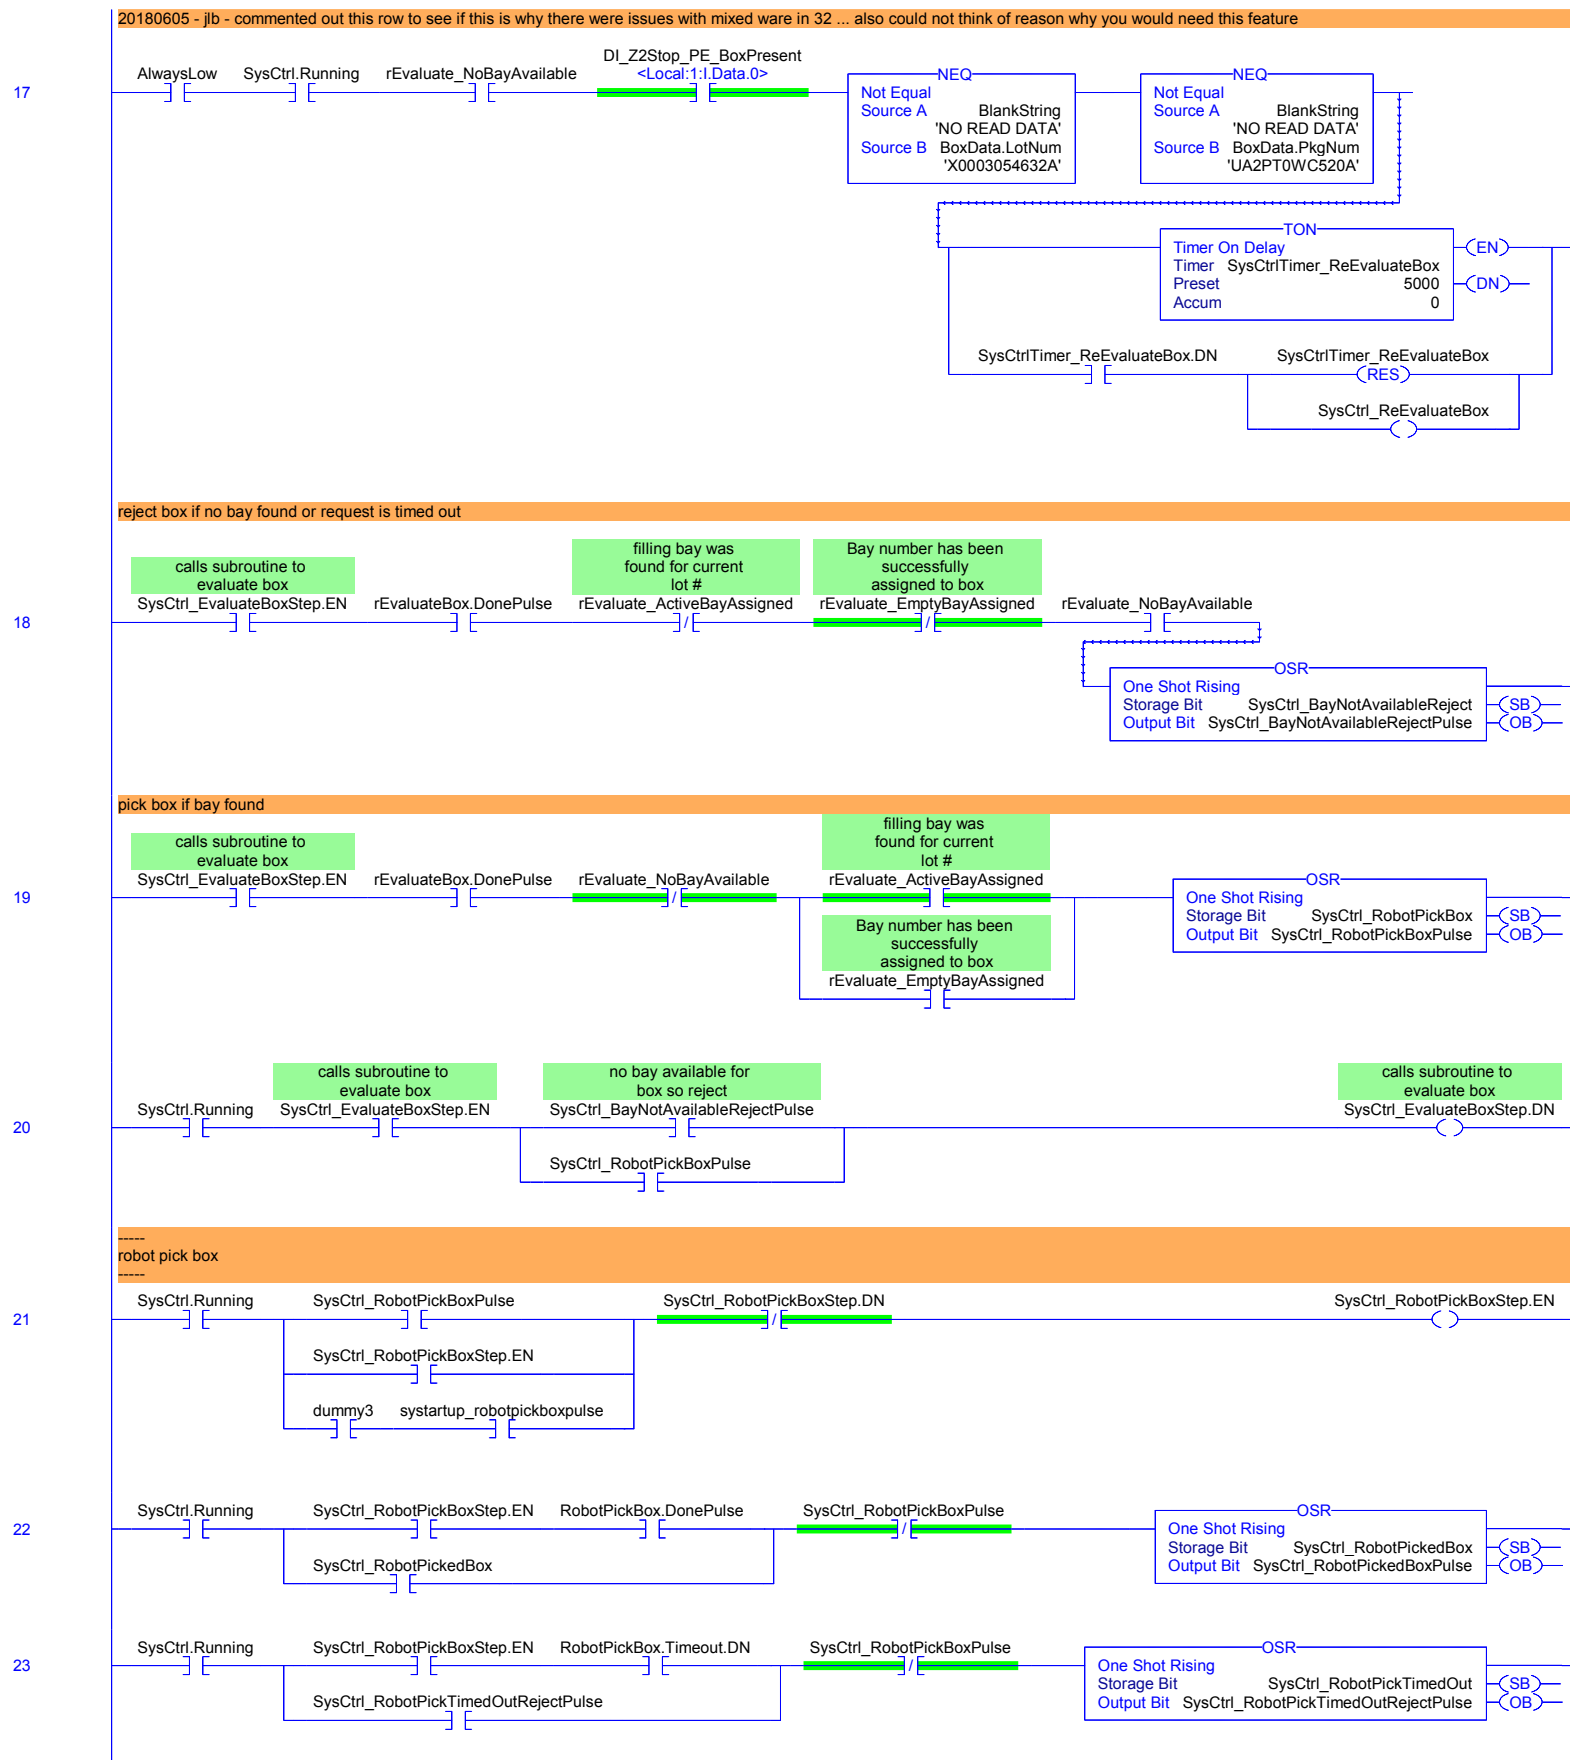 20180605 - jlb - commented out this row to see if this is why there were issues with mixed ware in 32 ... also could not think of reason why you would need this feature
17
AlwaysLow
SysCtrl.Running
rEvaluate_NoBayAvailable
DI_Z2Stop_PE_BoxPresent
<Local:1:I.Data.0>
NEQ
Not Equal
Source A BlankString
'NO READ DATA'
Source B BoxData.LotNum
'X0003054632A'
NEQ
Not Equal
Source A BlankString
'NO READ DATA'
Source B BoxData.PkgNum
'UA2PT0WC520A'
TON
Timer On Delay
Timer SysCtrlTimer_ReEvaluateBox
Preset 5000
Accum 0
EN
DN
SysCtrlTimer_ReEvaluateBox.DN
SysCtrlTimer_ReEvaluateBox
RES
SysCtrl_ReEvaluateBox
reject box if no bay found or request is timed out
18
calls subroutine to
evaluate box
SysCtrl_EvaluateBoxStep.EN
rEvaluateBox.DonePulse
filling bay was
found for current
lot #
rEvaluate_ActiveBayAssigned
Bay number has been
successfully
assigned to box
rEvaluate_EmptyBayAssigned
rEvaluate_NoBayAvailable
OSR
One Shot Rising
Storage Bit SysCtrl_BayNotAvailableReject
Output Bit SysCtrl_BayNotAvailableRejectPulse
SB
OB
pick box if bay found
19
calls subroutine to
evaluate box
SysCtrl_EvaluateBoxStep.EN
rEvaluateBox.DonePulse
rEvaluate_NoBayAvailable
filling bay was
found for current
lot #
rEvaluate_ActiveBayAssigned
Bay number has been
successfully
assigned to box
rEvaluate_EmptyBayAssigned
OSR
One Shot Rising
Storage Bit SysCtrl_RobotPickBox
Output Bit SysCtrl_RobotPickBoxPulse
SB
OB
20
SysCtrl.Running
calls subroutine to
evaluate box
SysCtrl_EvaluateBoxStep.EN
no bay available for
box so reject
SysCtrl_BayNotAvailableRejectPulse
SysCtrl_RobotPickBoxPulse
calls subroutine to
evaluate box
SysCtrl_EvaluateBoxStep.DN
-----
robot pick box
-----
21
SysCtrl.Running
SysCtrl_RobotPickBoxPulse
SysCtrl_RobotPickBoxStep.DN
SysCtrl_RobotPickBoxStep.EN
SysCtrl_RobotPickBoxStep.EN
dummy3
systartup_robotpickboxpulse
22
SysCtrl.Running
SysCtrl_RobotPickBoxStep.EN
RobotPickBox.DonePulse
SysCtrl_RobotPickBoxPulse
SysCtrl_RobotPickedBox
OSR
One Shot Rising
Storage Bit SysCtrl_RobotPickedBox
Output Bit SysCtrl_RobotPickedBoxPulse
SB
OB
23
SysCtrl.Running
SysCtrl_RobotPickBoxStep.EN
RobotPickBox.Timeout.DN
SysCtrl_RobotPickBoxPulse
SysCtrl_RobotPickTimedOutRejectPulse
OSR
One Shot Rising
Storage Bit SysCtrl_RobotPickTimedOut
Output Bit SysCtrl_RobotPickTimedOutRejectPulse
SB
OB